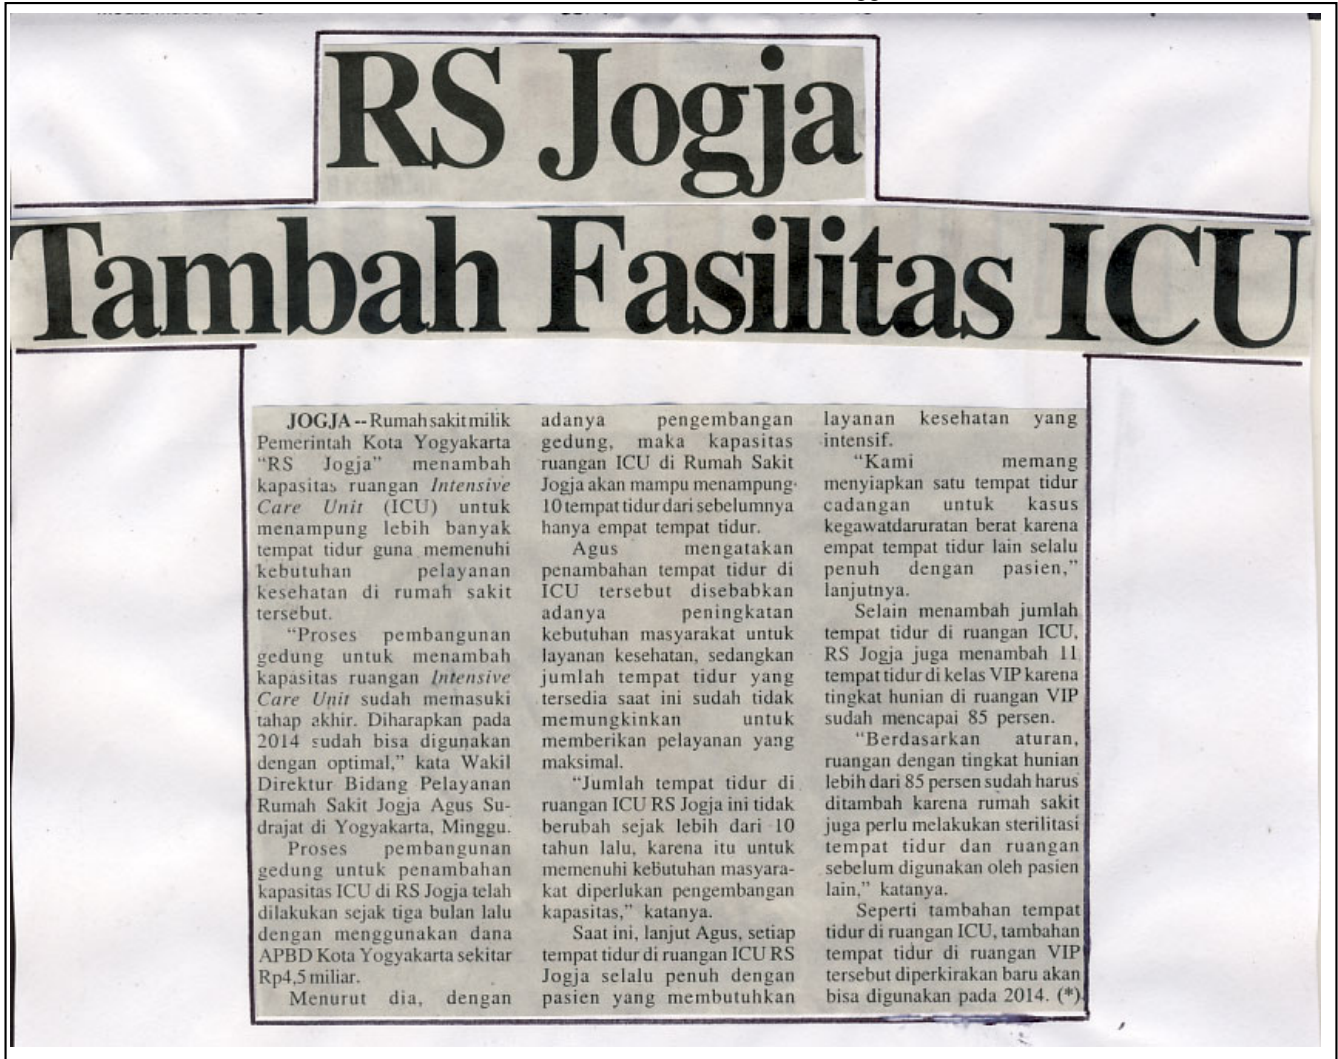 RS Jogja
Tambah Fasilitas ICU
JOGJA -- Rumah sakit milik
Pemerintah Kota Yogyakarta
“RS Jogja” menambah
kapasitas ruangan Intensive
Care Unit (ICU) untuk
menampung lebih banyak
tempat tidur guna memenuhi
kebutuhan pelayanan
kesehatan di rumah sakit
tersebut.
“Proses pembangunan
gedung untuk menambah
kapasitas ruangan Intensive
Care Unit sudah memasuki
tahap akhir. Diharapkan pada
2014 sudah bisa digunakan
dengan optimal,” kata Wakil
Direktur Bidang Pelayanan
Rumah Sakit Jogja Agus Su-
drajat di Yogyakarta, Minggu.
Proses pembangunan
gedung untuk penambahan
kapasitas ICU di RS Jogja telah
dilakukan sejak tiga bulan lalu
dengan menggunakan dana
APBD Kota Yogyakarta sekitar
Rp4,5 miliar.
Menurut dia, dengan
adanya pengembangan
gedung, maka kapasitas
ruangan ICU di Rumah Sakit
Jogja akan mampu menampung
10 tempat tidur dari sebelumnya
hanya empat tempat tidur.
Agus mengatakan
penambahan tempat tidur di
ICU tersebut disebabkan
adanya peningkatan
kebutuhan masyarakat untuk
layanan kesehatan, sedangkan
jumlah tempat tidur yang
tersedia saat ini sudah tidak
memungkinkan untuk
memberikan pelayanan yang
maksimal.
“Jumlah tempat tidur di
ruangan ICU RS Jogja ini tidak
berubah sejak lebih dari 10
tahun lalu, karena itu untuk
memenuhi kebutuhan masyara-
kat diperlukan pengembangan
kapasitas,” katanya.
Saat ini, lanjut Agus, setiap
tempat tidur di ruangan ICU RS
Jogja selalu penuh dengan
pasien yang membutuhkan
layanan kesehatan yang
intensif.
“Kami memang
menyiapkan satu tempat tidur
cadangan untuk kasus
kegawatdaruratan berat karena
empat tempat tidur lain selalu
penuh dengan pasien,”
lanjutnya.
Selain menambah jumlah
tempat tidur di ruangan ICU,
RS Jogja juga menambah 11
tempat tidur di kelas VIP karena
tingkat hunian di ruangan VIP
sudah mencapai 85 persen.
“Berdasarkan aturan,
ruangan dengan tingkat hunian
lebih dari 85 persen sudah harus
ditambah karena rumah sakit
juga perlu melakukan sterilitasi
tempat tidur dan ruangan
sebelum digunakan oleh pasien
lain,” katanya.
Seperti tambahan tempat
tidur di ruangan ICU, tambahan
tempat tidur di ruangan VIP
tersebut diperkirakan baru akan
bisa digunakan pada 2014. (*)